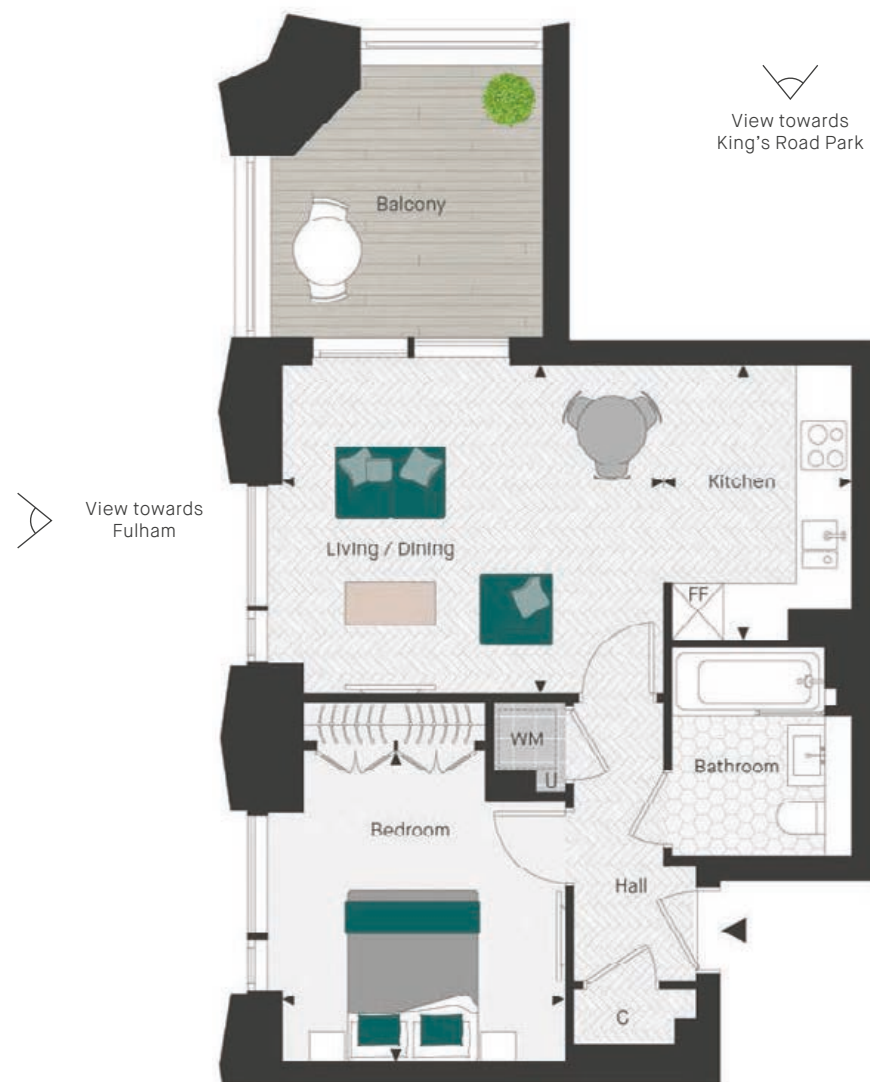 View towards
King's Road Park
Balcony
Kitchen
View towards
Fulham
Living / Dining
FF
WM
U
Bathroom
Bedroom
Hall
C